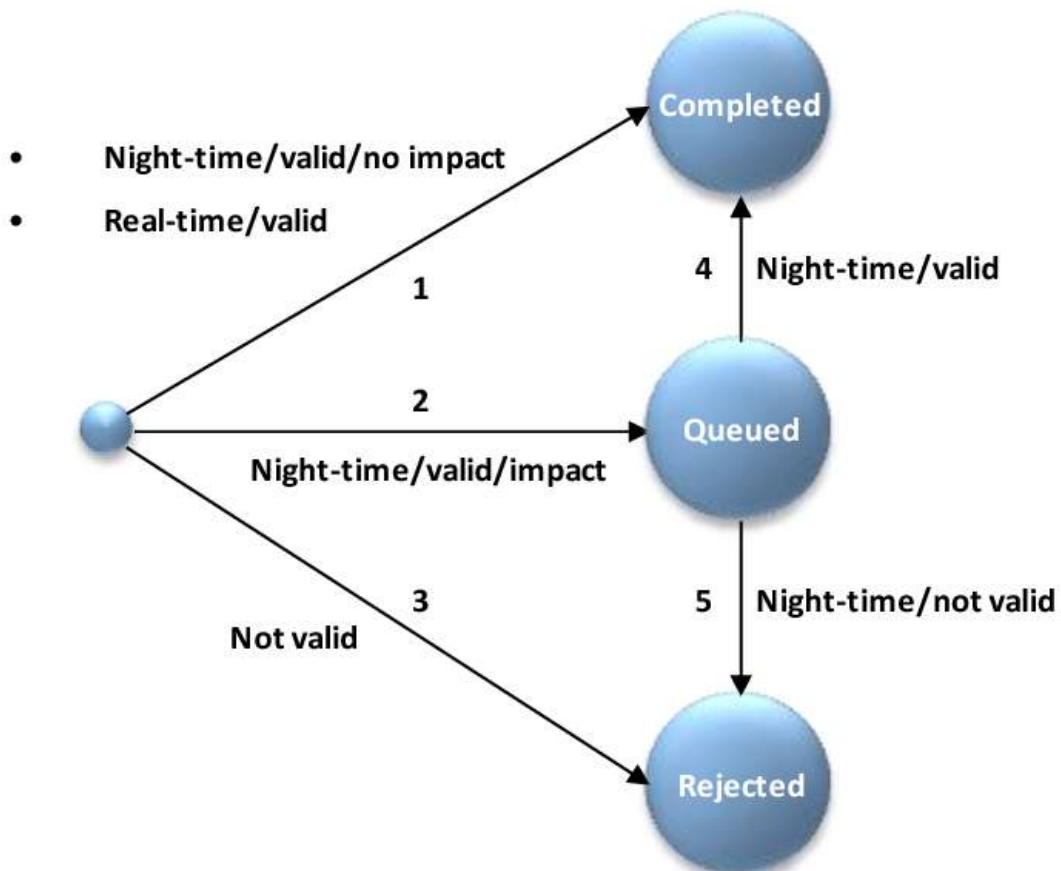 Completed
• Night-time/valid/no impact
• Real-time/valid
1
4 Night-time/valid
2
Queued
Night-time/valid/impact
3
5 Night-time/not valid
Not valid
Rejected